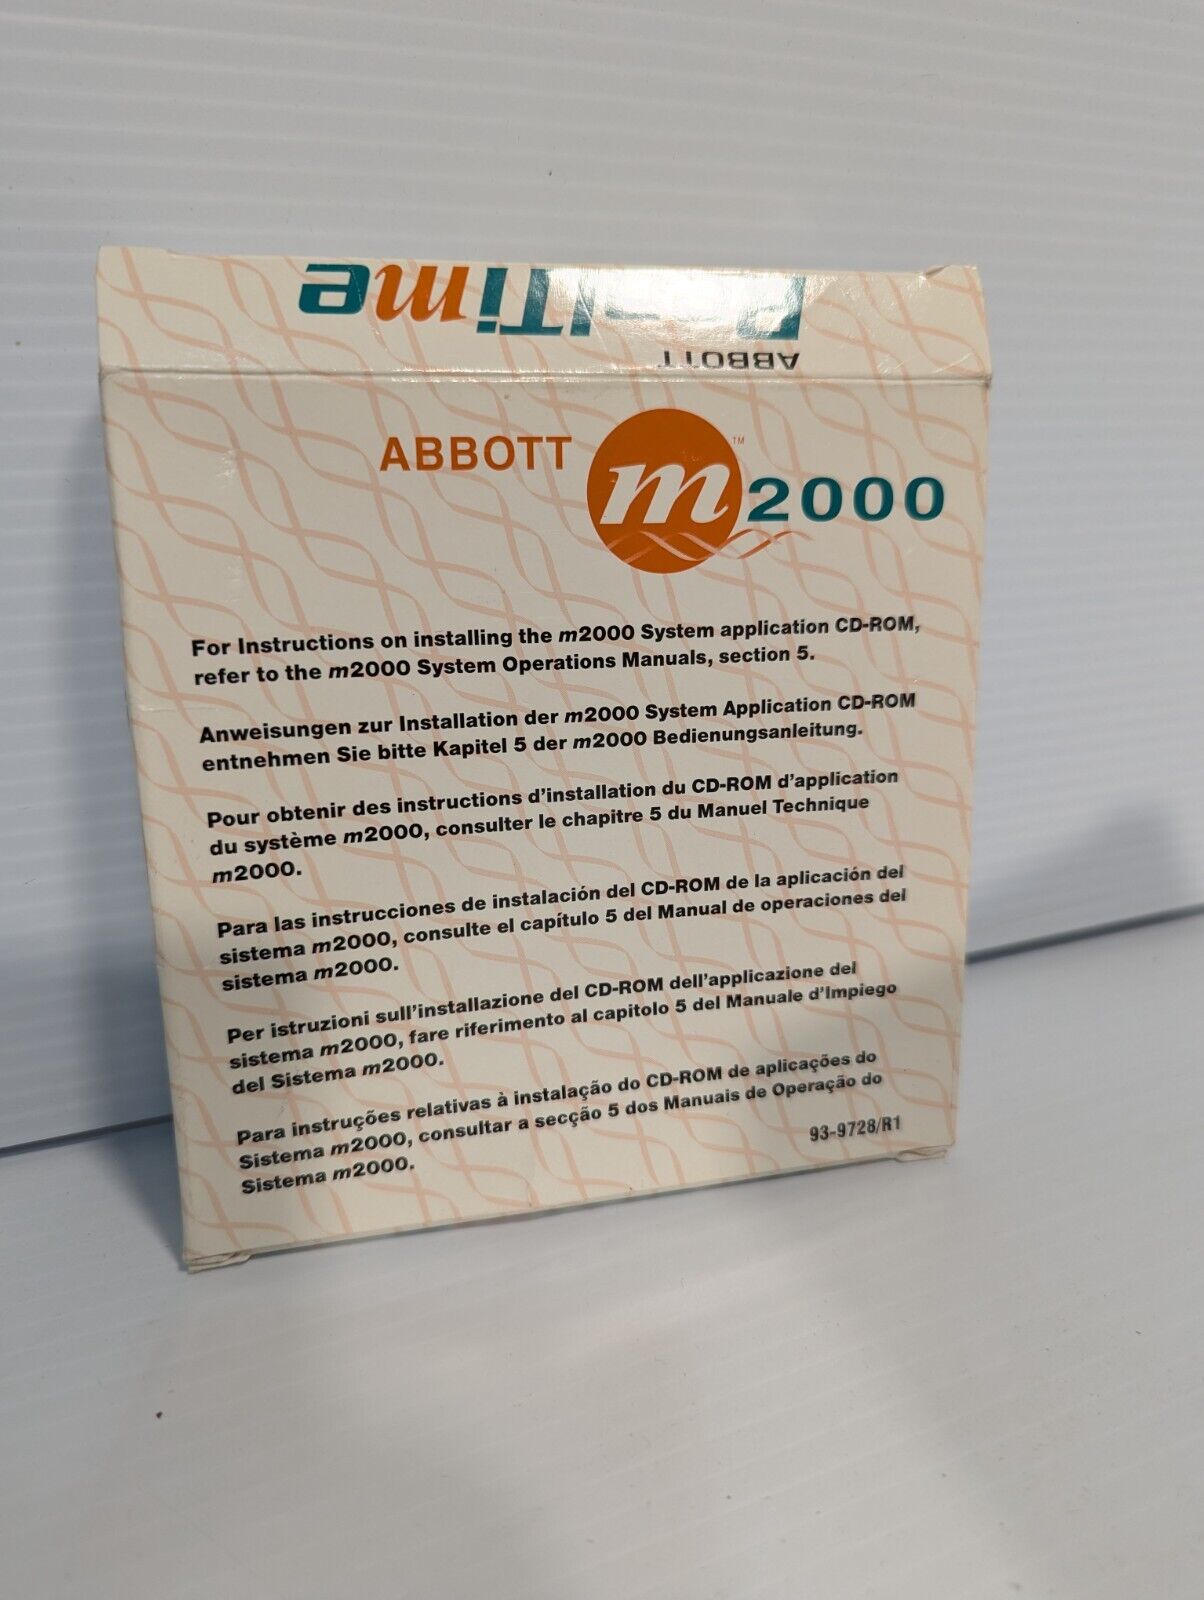 ABBOTT
Time
ABBOTT m™2000
For Instructions on installing the m2000 System application CD-ROM,
refer to the m2000 System Operations Manuals, section 5.
Anweisungen zur Installation der m2000 System Application CD-ROM
entnehmen Sie bitte Kapitel 5 der m2000 Bedienungsanleitung.
Pour obtenir des instructions d'installation du CD-ROM d'application
du système m2000, consulter le chapitre 5 du Manuel Technique
m2000.
Para las instrucciones de instalación del CD-ROM de la aplicación del
sistema m2000, consulte el capítulo 5 del Manual de operaciones del
sistema m2000.
Per istruzioni sull'installazione del CD-ROM dell'applicazione del
sistema m2000, fare riferimento al capitolo 5 del Manuale d'Impiego
del Sistema m2000.
Para instruções relativas à instalação do CD-ROM de aplicações do
Sistema m2000, consultar a secção 5 dos Manuais de Operação do
Sistema m2000.
93-9728/R1